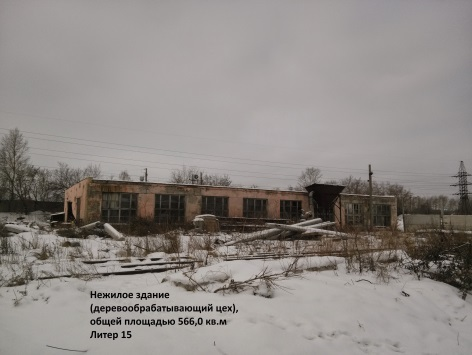 Нежилое здание
(деревообрабатывающий цех),
общей площадью 566,0 кв.м
Литер 15